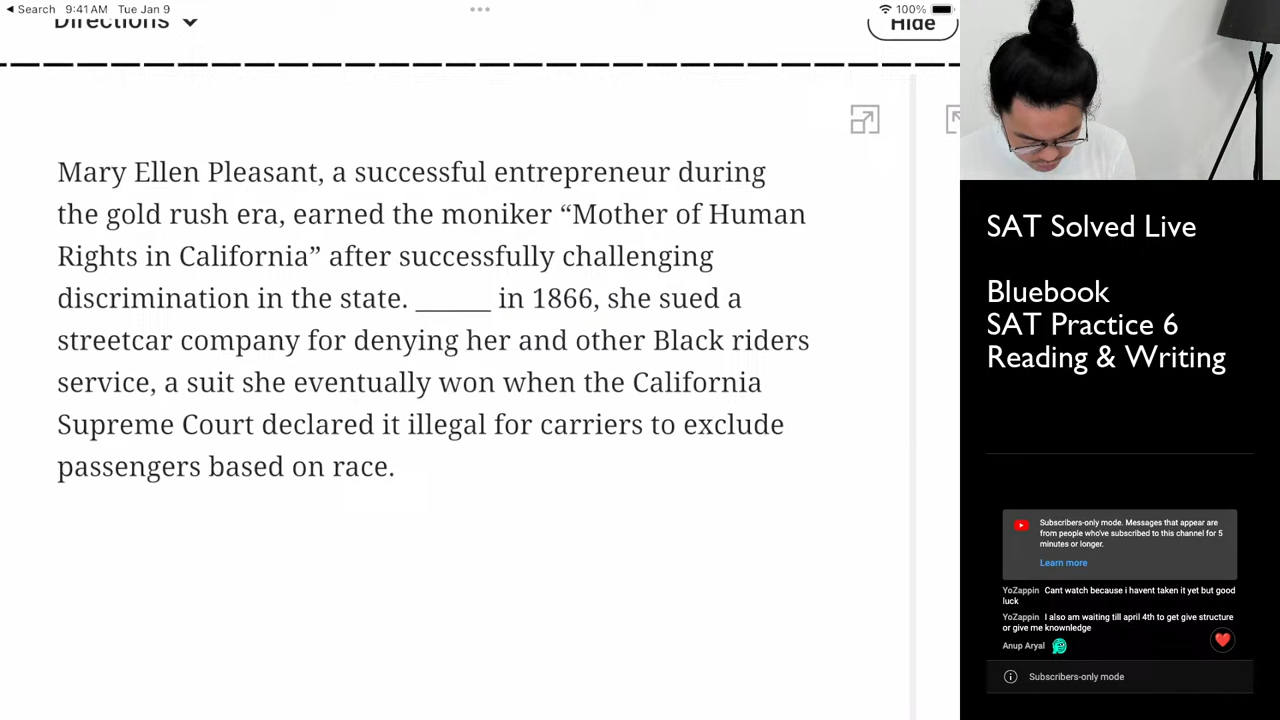 Search 9:41 AM Tue Jan 9
100%
Directions
Hide
Mary Ellen Pleasant, a successful entrepreneur during
the gold rush era, earned the moniker “Mother of Human
Rights in California” after successfully challenging
discrimination in the state. ______ in 1866, she sued a
streetcar company for denying her and other Black riders
service, a suit she eventually won when the California
Supreme Court declared it illegal for carriers to exclude
passengers based on race.
SAT Solved Live
Bluebook
SAT Practice 6
Reading & Writing
Subscribers-only mode. Messages that appear are
from people who've subscribed to this channel for 5
minutes or longer.
Learn more
YoZappin Cant watch because i havent taken it yet but good
luck
YoZappin I also am waiting till april 4th to get give structure
or give me knownledge
Anup Aryal
Subscribers-only mode